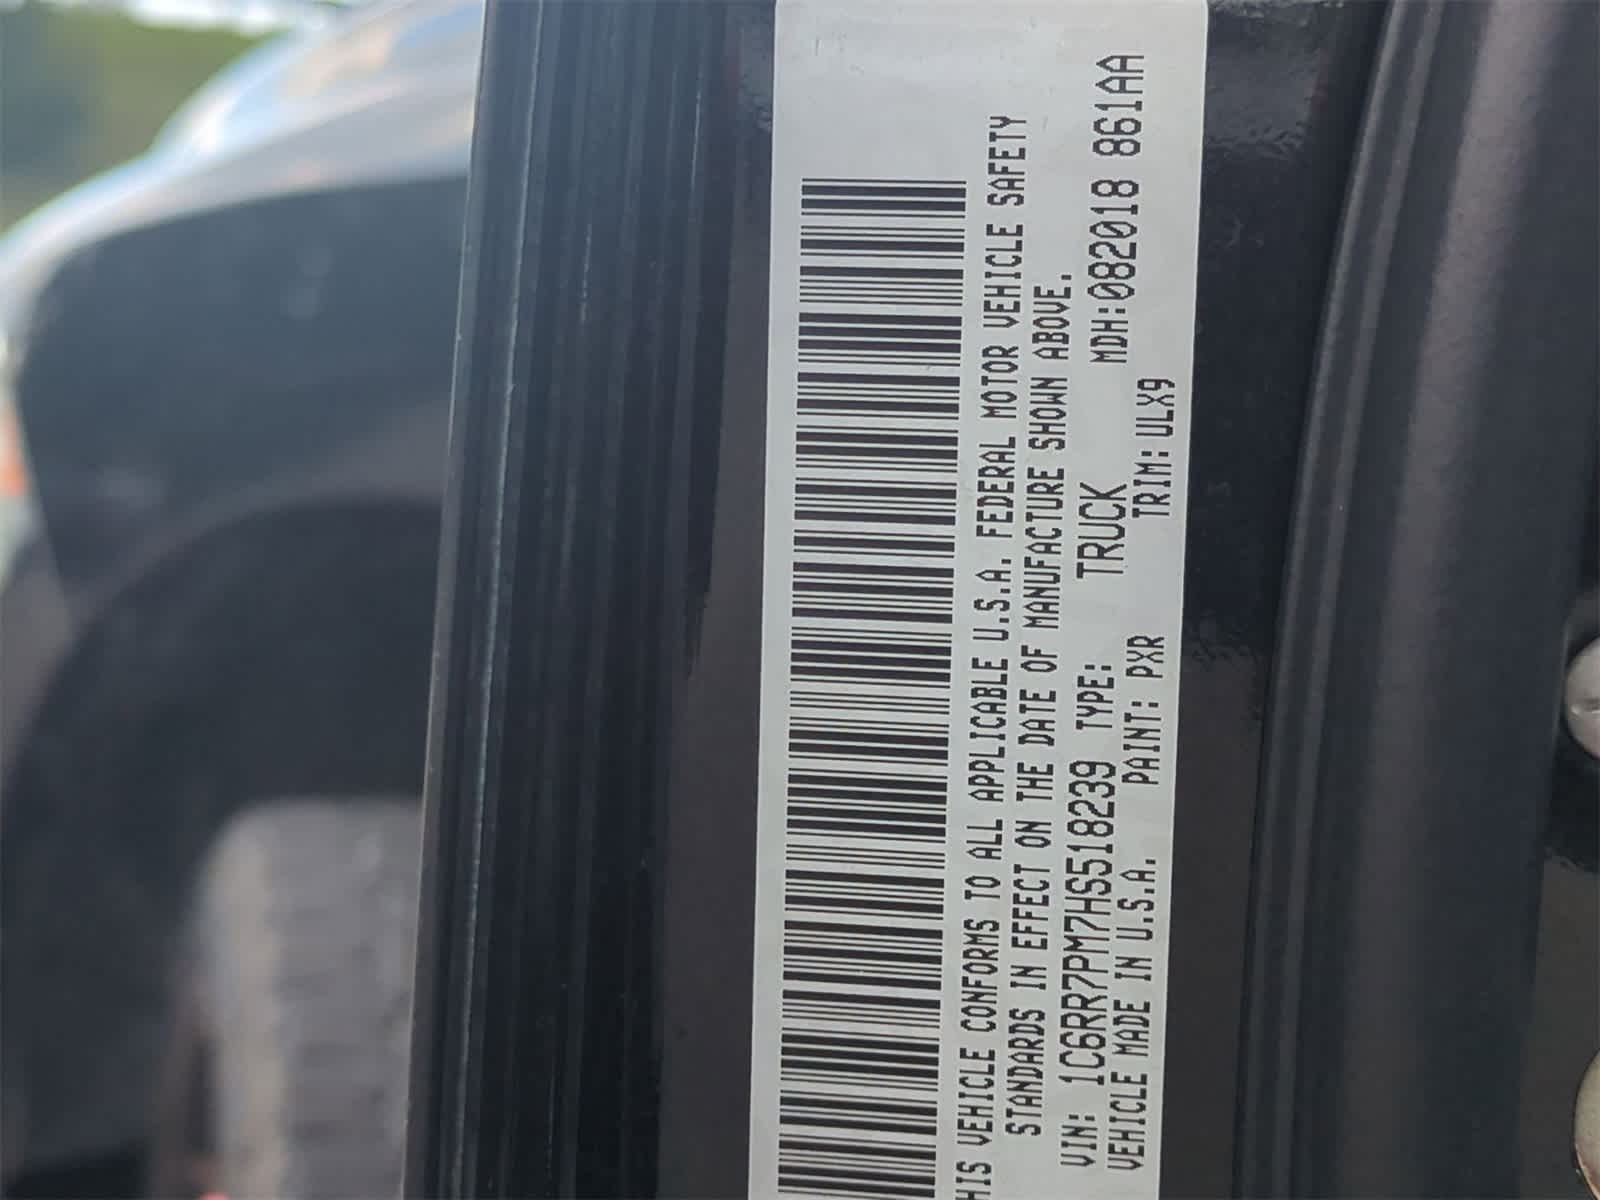 HIS VEHICLE CONFORMS TO ALL APPLICABLE U.S.A. FEDERAL MOTOR VEHICLE SAFETY
STANDARDS IN EFFECT ON THE DATE OF MANUFACTURE SHOWN ABOVE.
VIN: 1C6RR7PM7HS518239 TYPE: TRUCK MDH:082018 861AA
VEHICLE MADE IN U.S.A. PAINT: PXR TRIM:ULX9